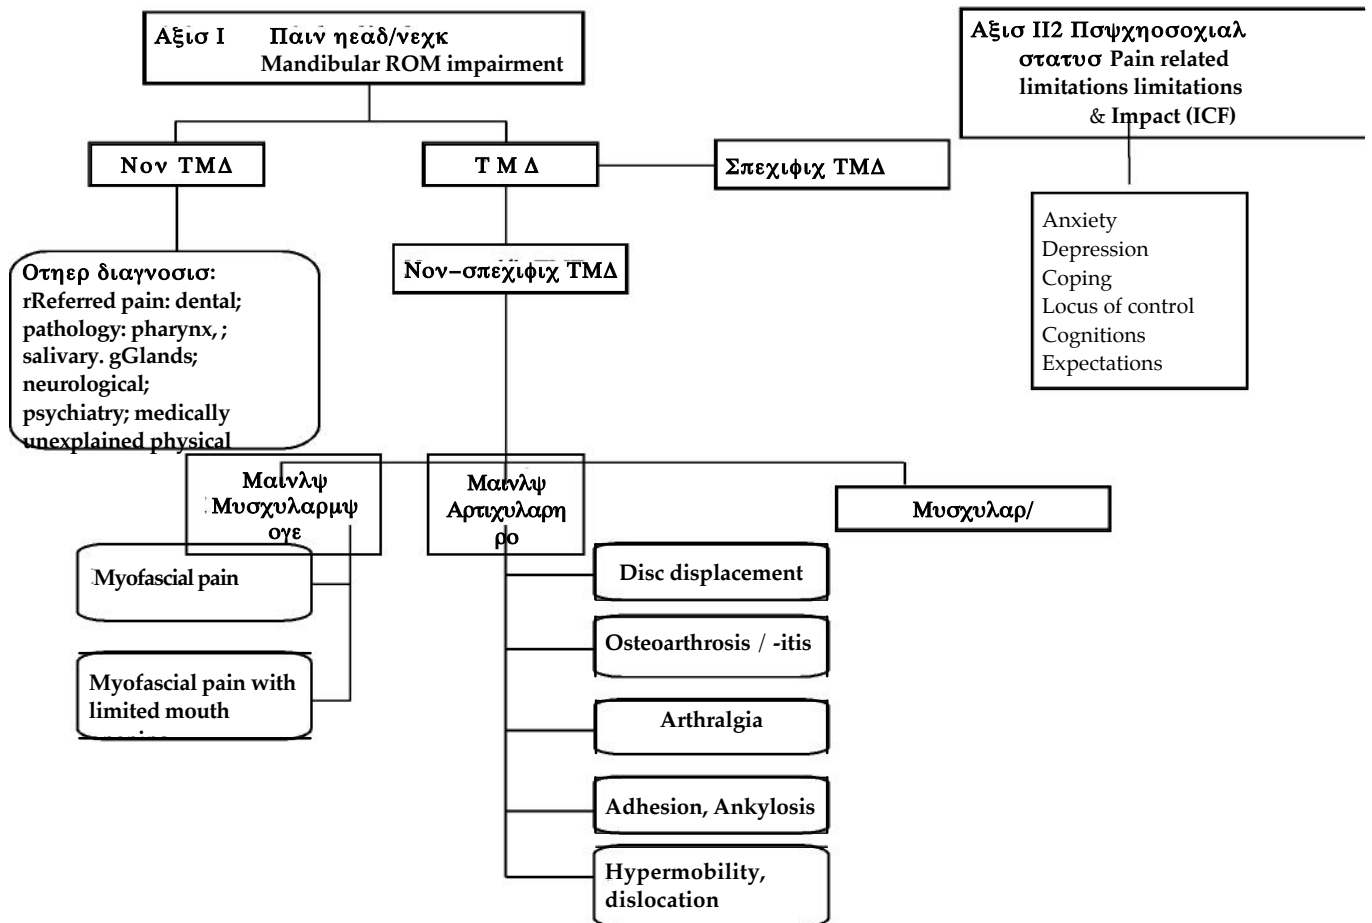 Αξισ Ι Παιν ηεαδ/νεχκ
Mandibular ROM impairment
Αξισ ΙΙ2 Πσψχηοσοχιαλ
στατυσ Pain related
limitations limitations
& Impact (ICF)
Νον ΤΜΔ
Τ Μ Δ
Σπεχιφιχ ΤΜΔ
Anxiety
Depression
Coping
Locus of control
Cognitions
Expectations
Οτηερ διαγνοσισ:
rReferred pain: dental;
pathology: pharynx, ;
salivary. gGlands;
neurological;
psychiatry; medically
unexplained physical
Νον–σπεχιφιχ ΤΜΔ
Μαινλψ
Μυσχυλαρμψ
ογε
Μαινλψ
Αρτιχυλαρη
ρο
Μυσχυλαρ/
Myofascial pain
Myofascial pain with
limited mouth
Disc displacement
Osteoarthrosis / -itis
Arthralgia
Adhesion, Ankylosis
Hypermobility,
dislocation